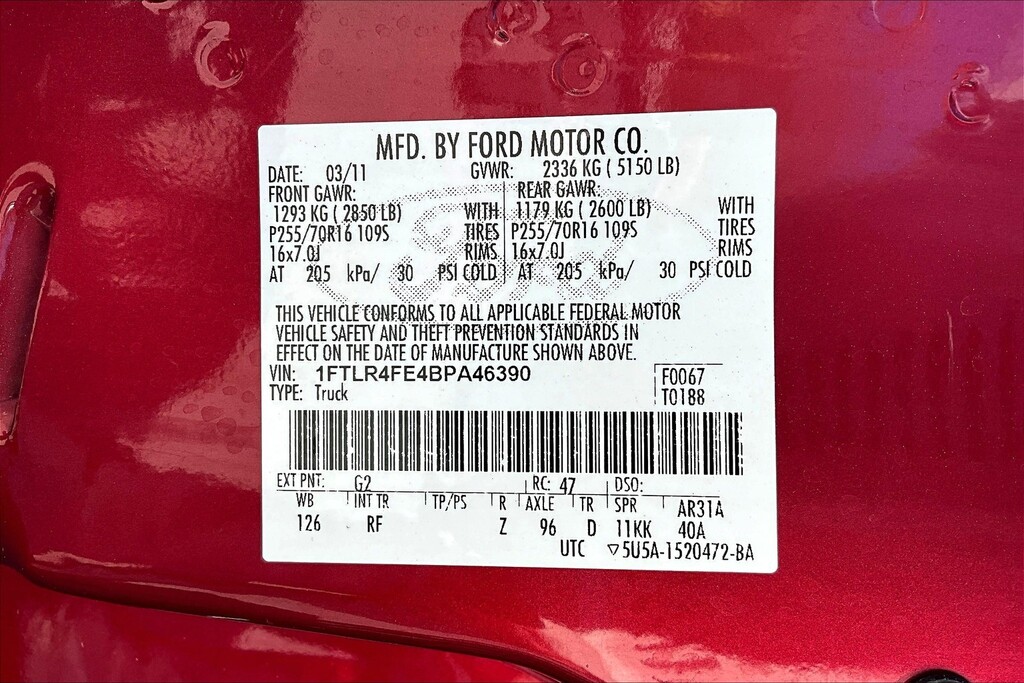 MFD. BY FORD MOTOR CO.
DATE: 03/11 GVWR: 2336 KG ( 5150 LB)
FRONT GAWR: REAR GAWR:
1293 KG ( 2850 LB) WITH 1179 KG ( 2600 LB) WITH
P255/70R16 109S TIRES P255/70R16 109S TIRES
16x7.0J RIMS 16x7.0J RIMS
AT 205 kPa/ 30 PSI COLD AT 205 kPa/ 30 PSI COLD
THIS VEHICLE CONFORMS TO ALL APPLICABLE FEDERAL MOTOR
VEHICLE SAFETY AND THEFT PREVENTION STANDARDS IN
EFFECT ON THE DATE OF MANUFACTURE SHOWN ABOVE.
VIN: 1FTLR4FE4BPA46390 F0067
TYPE: Truck T0188
EXT PNT: G2 RC: 47 DSO:
WB INT TR TP/PS R AXLE TR SPR AR31A
126 RF Z 96 D 11KK 40A
UTC ▽5U5A-1520472-BA
Ford